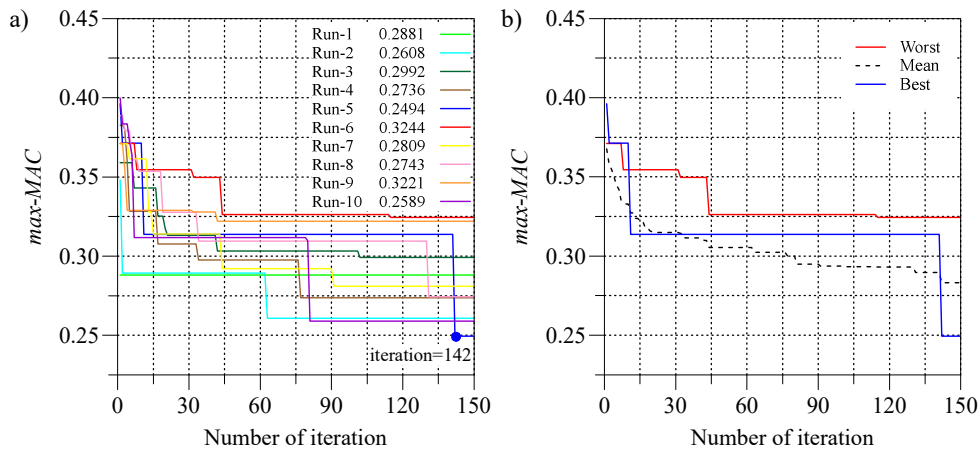 a)
max-MAC
0.45
0.40
0.35
0.30
0.25
Run-1 0.2881
Run-2 0.2608
Run-3 0.2992
Run-4 0.2736
Run-5 0.2494
Run-6 0.3244
Run-7 0.2809
Run-8 0.2743
Run-9 0.3221
Run-10 0.2589
iteration=142
0 30 60 90 120 150
Number of iteration
b)
max-MAC
0.45
0.40
0.35
0.30
0.25
Worst
Mean
Best
0 30 60 90 120 150
Number of iteration